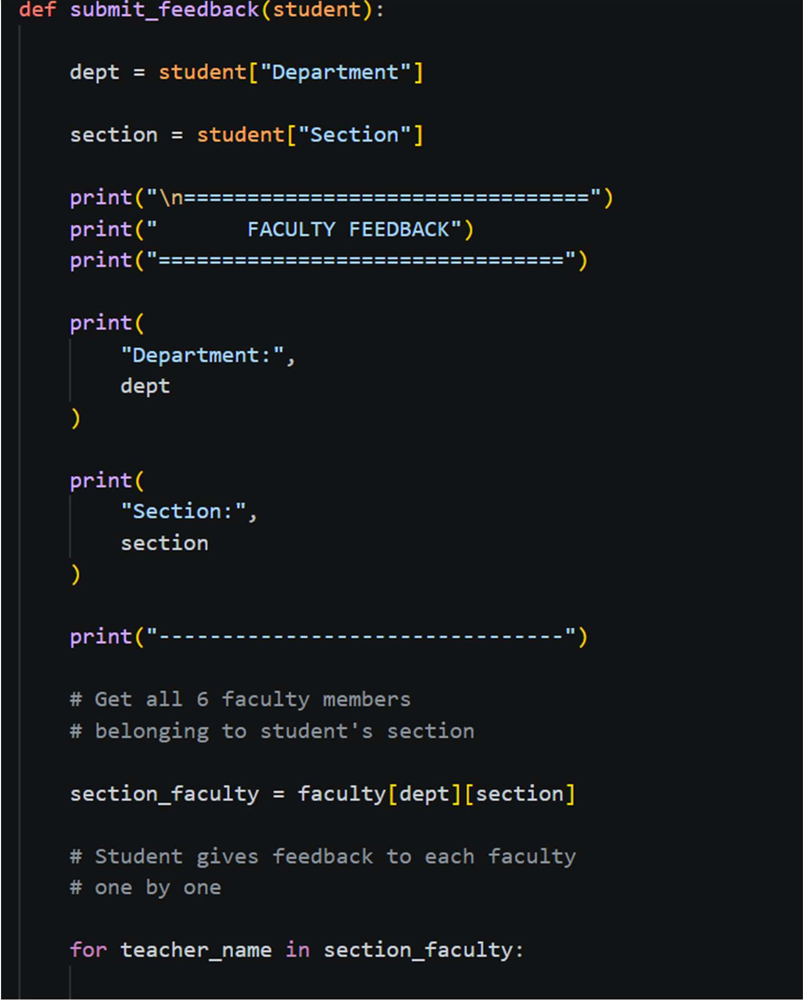 def submit_feedback(student):
    dept = student["Department"]
    section = student["Section"]
    print("\n================================")
    print("       FACULTY FEEDBACK")
    print("================================")
    print(
        "Department:",
        dept
    )
    print(
        "Section:",
        section
    )
    print("--------------------------------")
    # Get all 6 faculty members
    # belonging to student's section
    section_faculty = faculty[dept][section]
    # Student gives feedback to each faculty
    # one by one
    for teacher_name in section_faculty: